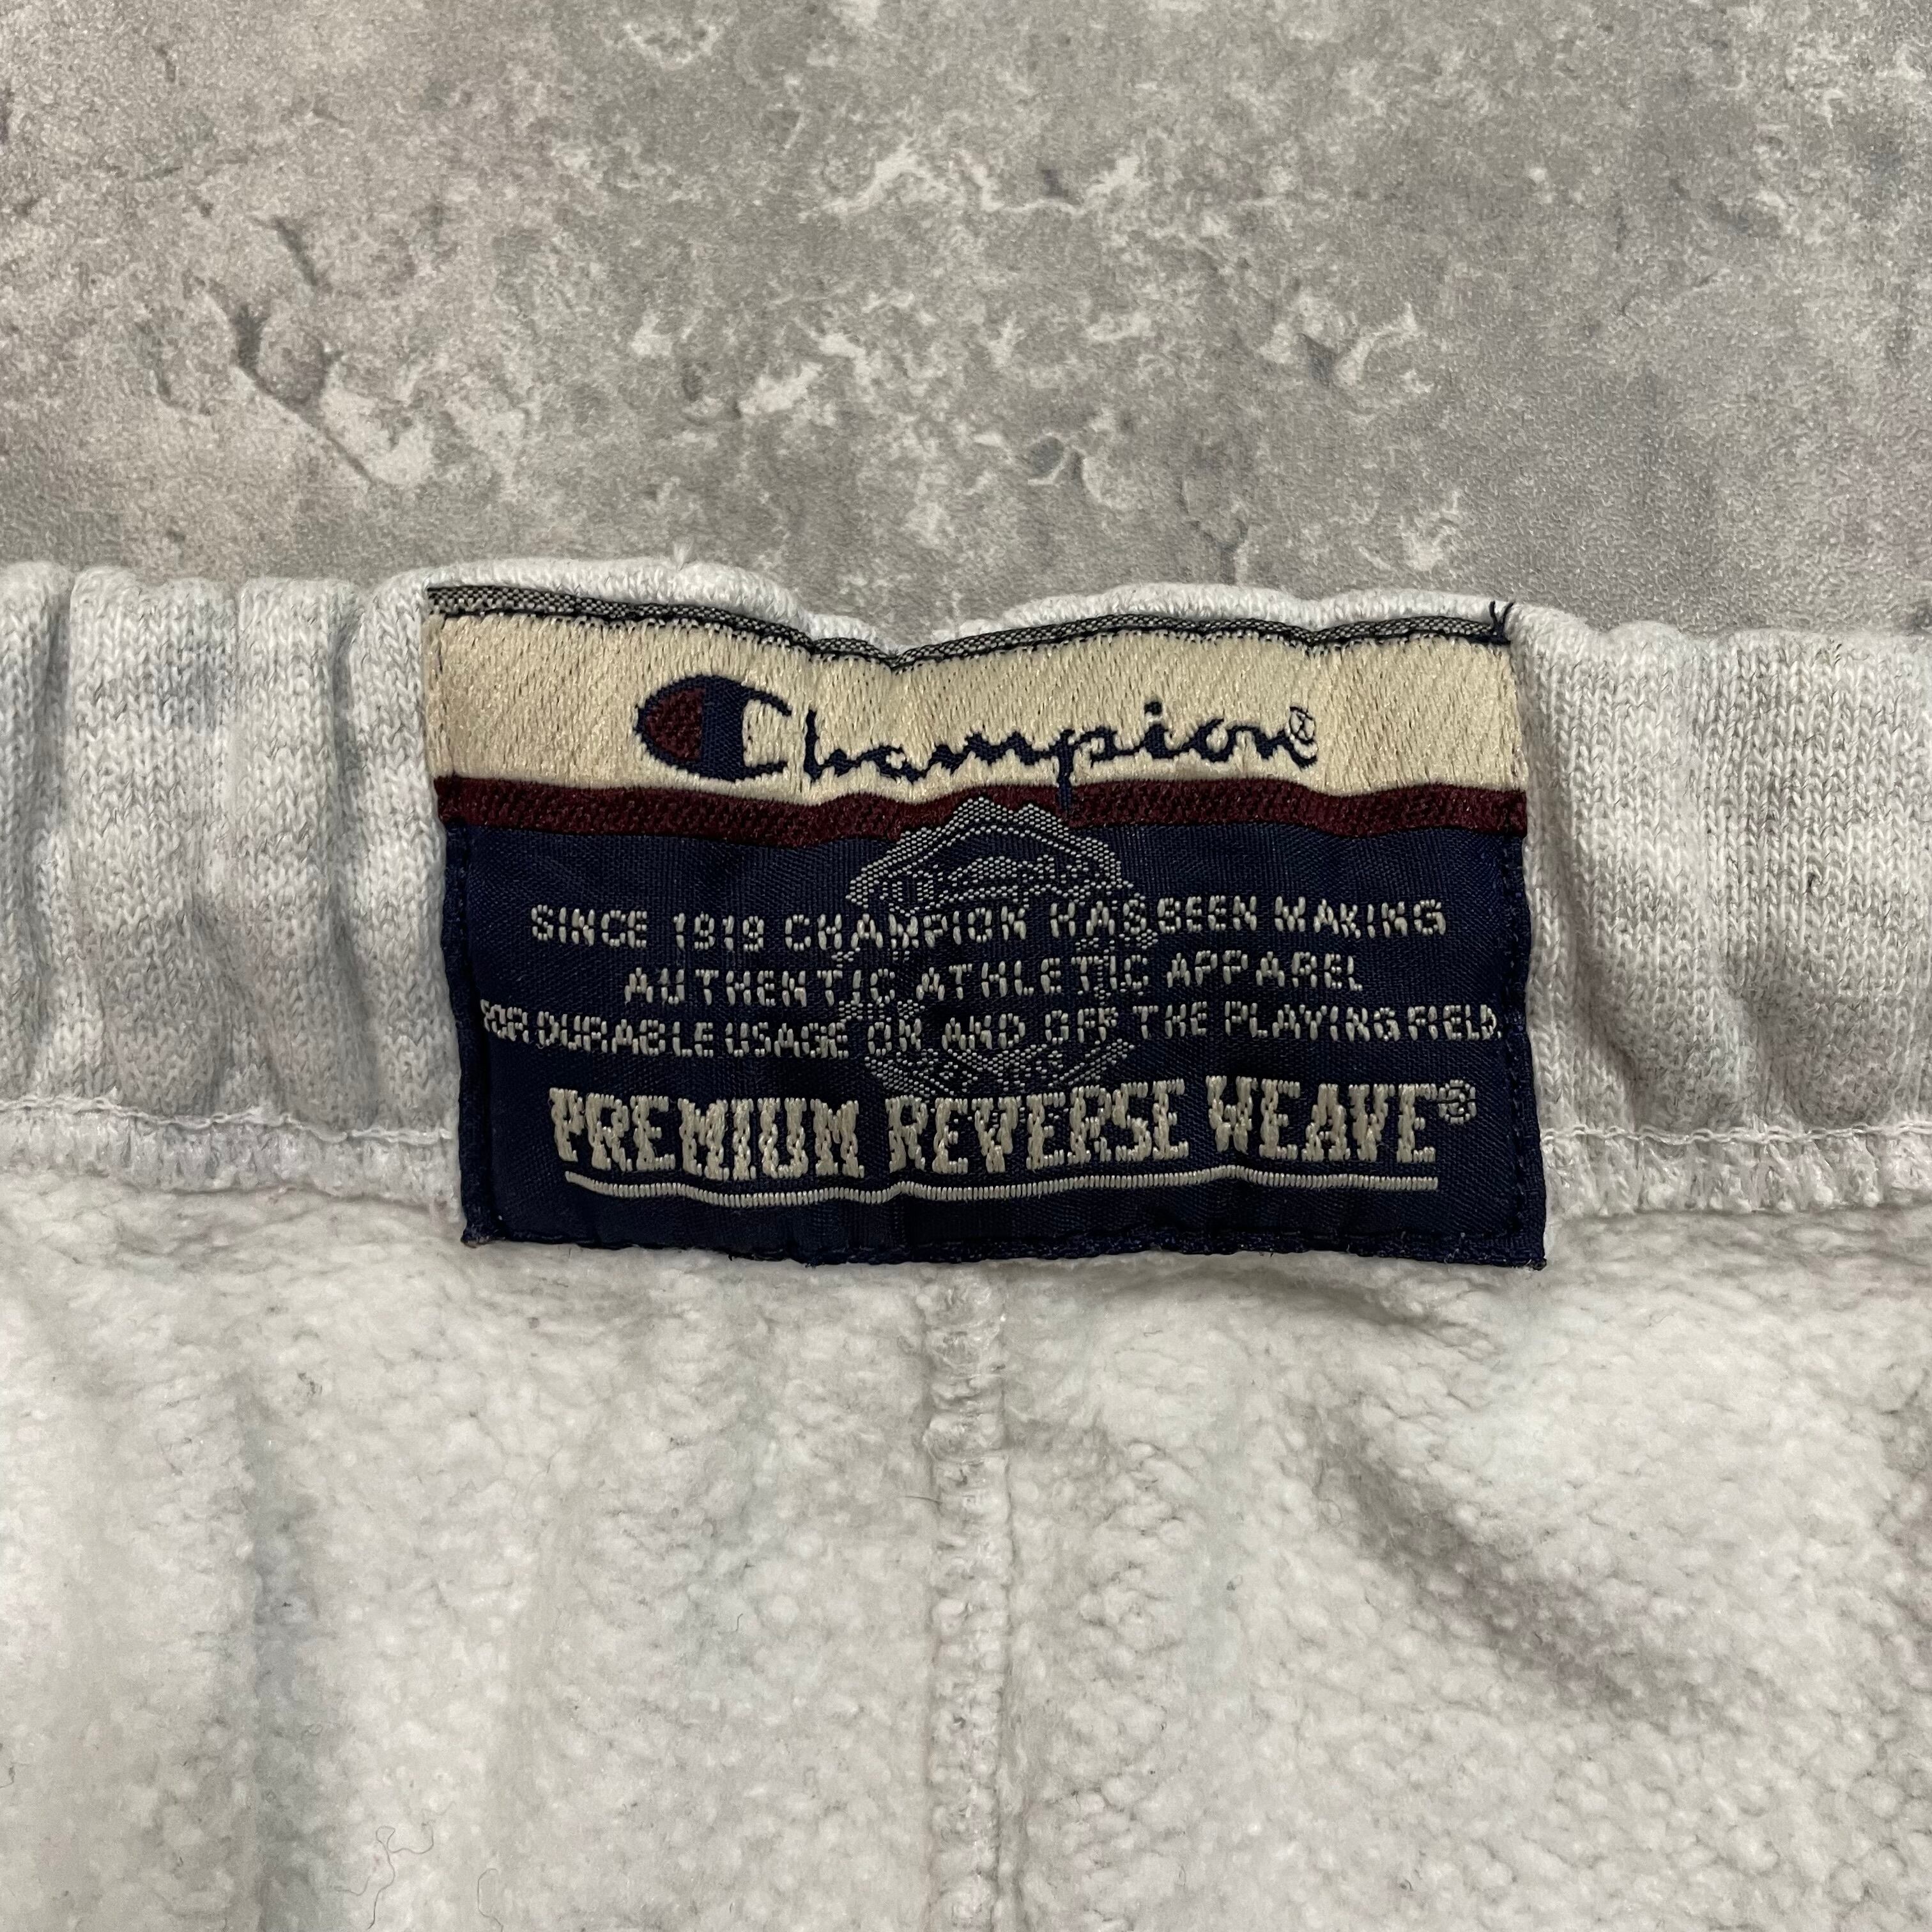 Champion®
SINCE 1919 CHAMPION HAS BEEN MAKING
AUTHENTIC ATHLETIC APPAREL
FOR DURABLE USAGE ON AND OFF THE PLAYING FIELD.
PREMIUM REVERSE WEAVE®